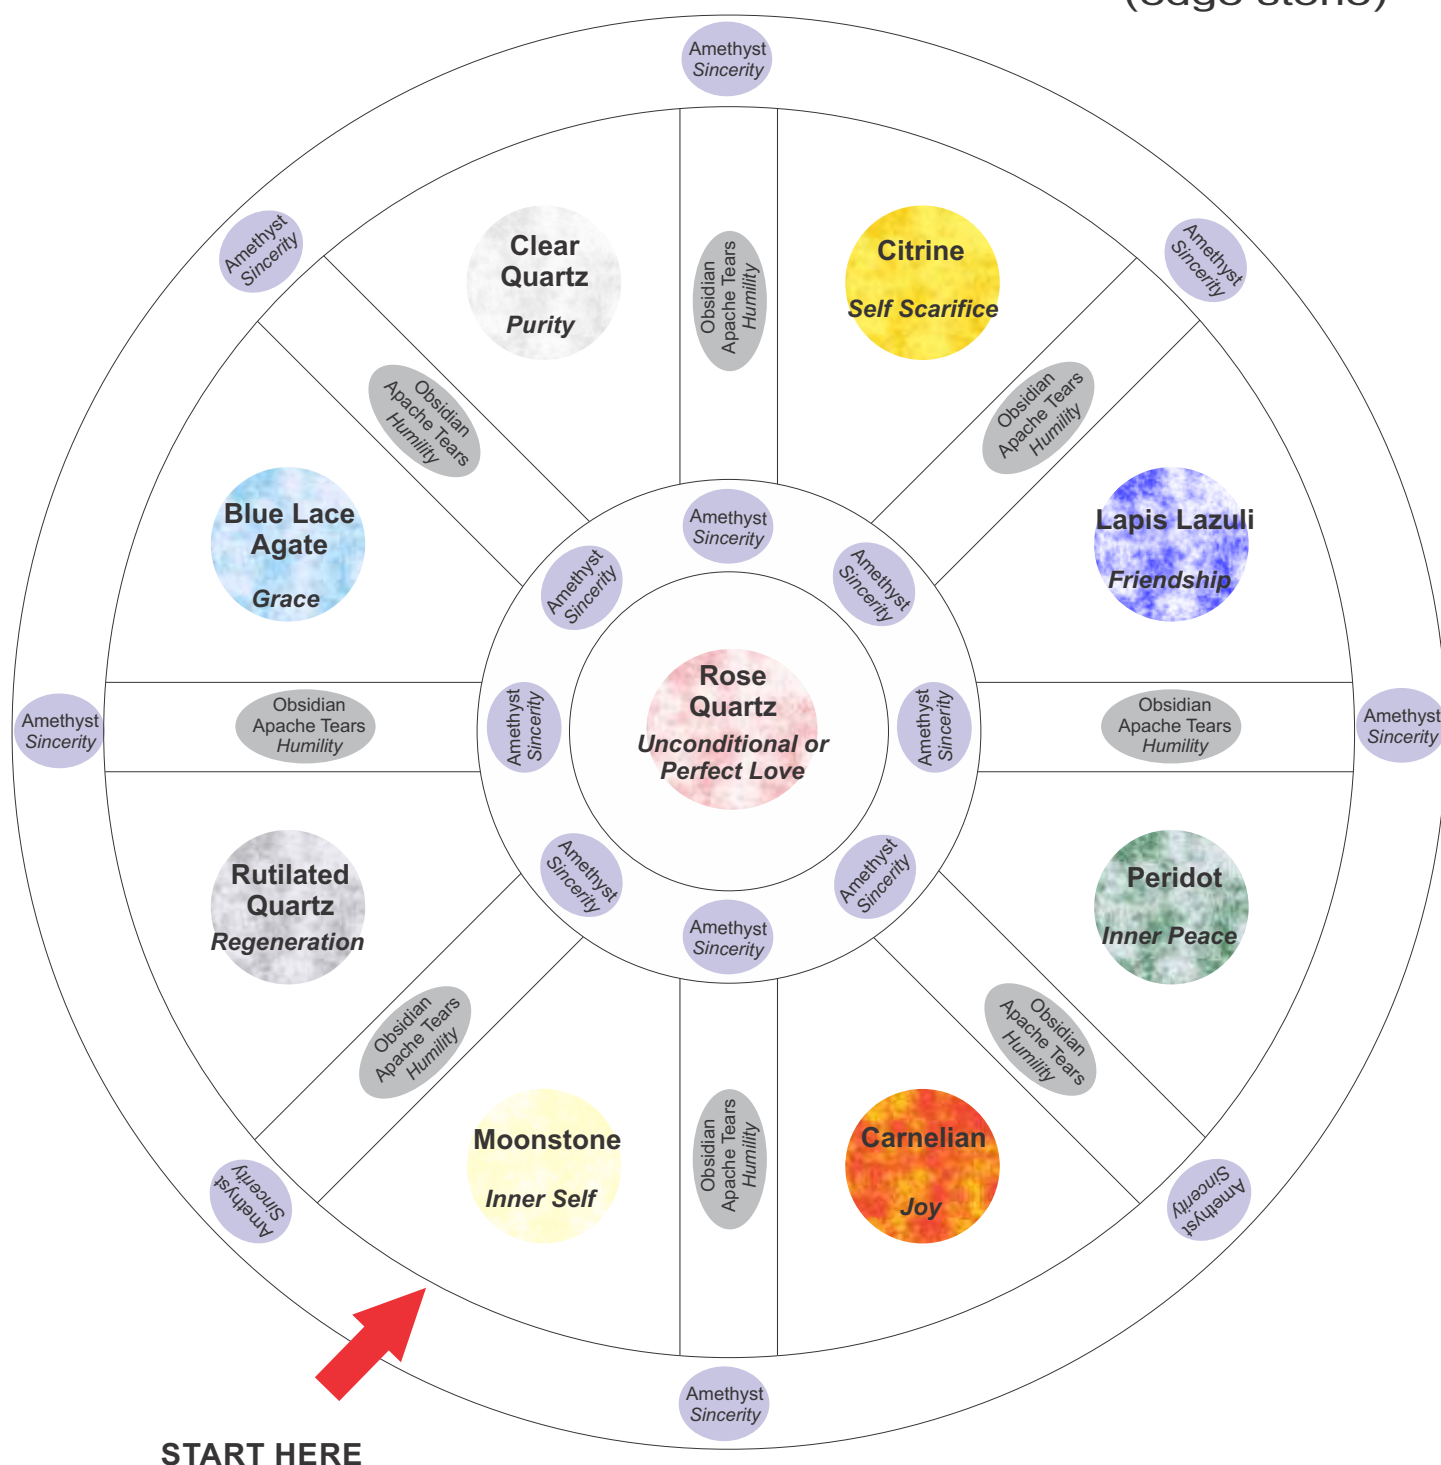 (edge stone)
Amethyst
Sincerity
Amethyst
Sincerity
Amethyst
Sincerity
Clear
Quartz
Purity
Obsidian
Apache Tears
Humility
Citrine
Self Scarifice
Obsidian
Apache Tears
Humility
Obsidian
Apache Tears
Humility
Blue Lace
Agate
Grace
Amethyst
Sincerity
Amethyst
Sincerity
Amethyst
Sincerity
Lapis Lazuli
Friendship
Amethyst
Sincerity
Obsidian
Apache Tears
Humility
Amethyst
Sincerity
Rose
Quartz
Unconditional or
Perfect Love
Amethyst
Sincerity
Obsidian
Apache Tears
Humility
Amethyst
Sincerity
Rutilated
Quartz
Regeneration
Amethyst
Sincerity
Amethyst
Sincerity
Amethyst
Sincerity
Peridot
Inner Peace
Obsidian
Apache Tears
Humility
Obsidian
Apache Tears
Humility
Moonstone
Inner Self
Obsidian
Apache Tears
Humility
Carnelian
Joy
Amethyst
Sincerity
Amethyst
Sincerity
Amethyst
Sincerity
START HERE